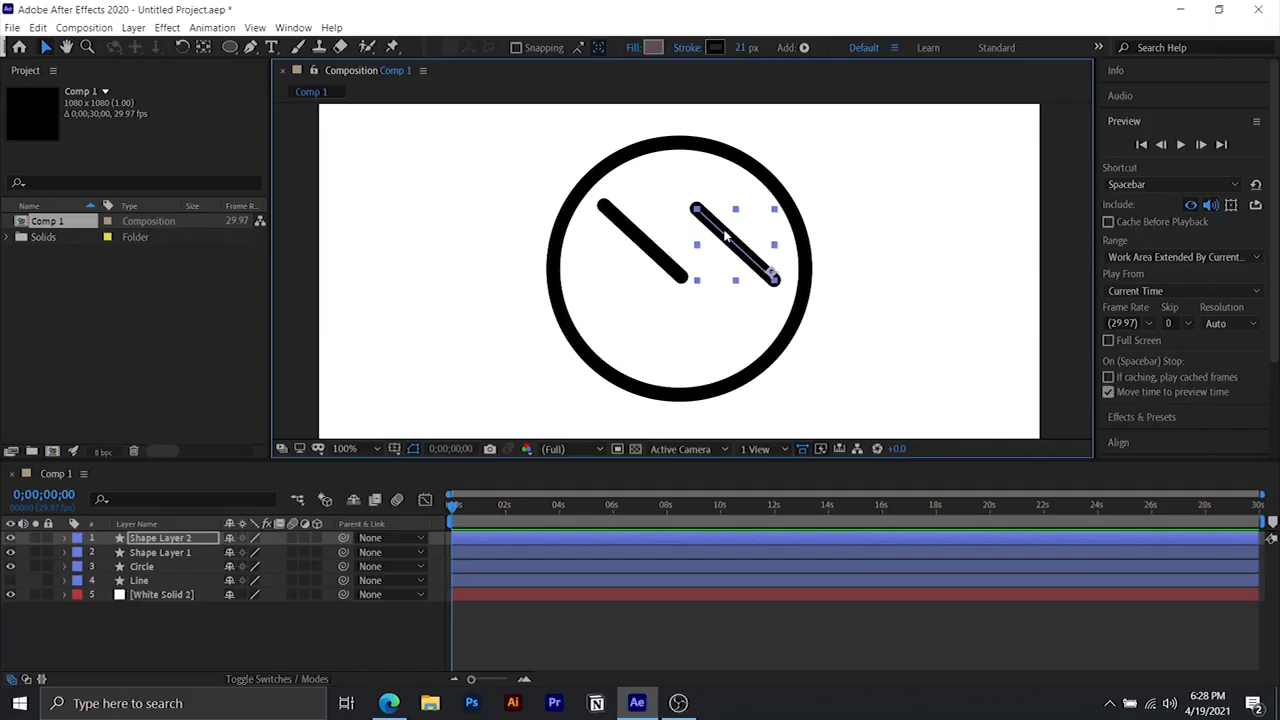 Adobe After Effects 2020 - Untitled Project.aep *
File Edit Composition Layer Effect Animation View Window Help
Snapping Fill: Stroke: 21 px Add: Default Learn Standard Search Help
Project
Comp 1
1080 x 1080 (1.00)
Δ 0;00;30;00, 29.97 fps
Name Type Size Frame R
Comp 1 Composition 29.97
Solids Folder
8 bpc
Composition Comp 1
Comp 1
100% 0;00;00;00 (Full) Active Camera 1 View +0.0
Info
Audio
Preview
Shortcut
Spacebar
Include:
Cache Before Playback
Range
Work Area Extended By Current...
Play From
Current Time
Frame Rate Skip Resolution
(29.97) 0 Auto
Full Screen
On (Spacebar) Stop:
If caching, play cached frames
Move time to preview time
Effects & Presets
Align
Comp 1
0;00;00;00
00000 (29.97 fps)
02s 04s 06s 08s 10s 12s 14s 16s 18s 20s 22s 24s 26s 28s 30s
# Layer Name Parent & Link
1 Shape Layer 2 None
2 Shape Layer 1 None
3 Circle None
4 Line None
5 [White Solid 2] None
Toggle Switches / Modes
Type here to search
Ps Ai Pr Ae
6:28 PM
4/19/2021
2